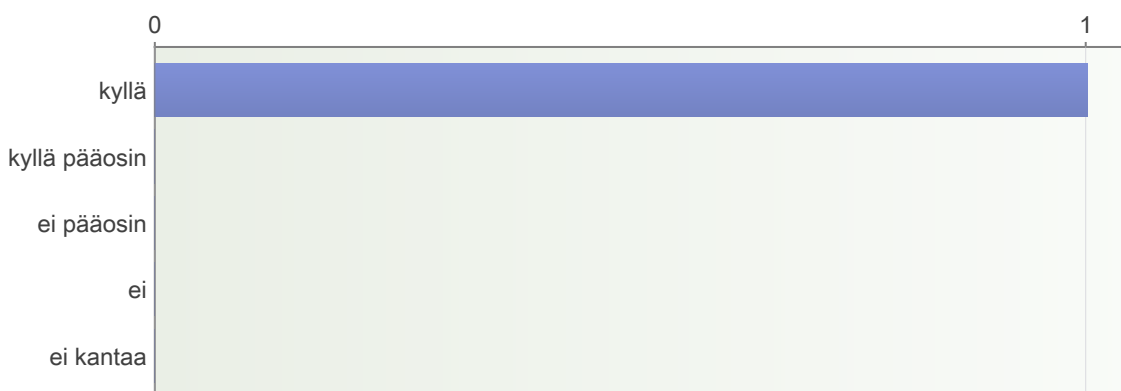 0 1
kyllä
kyllä pääosin
ei pääosin
ei
ei kantaa